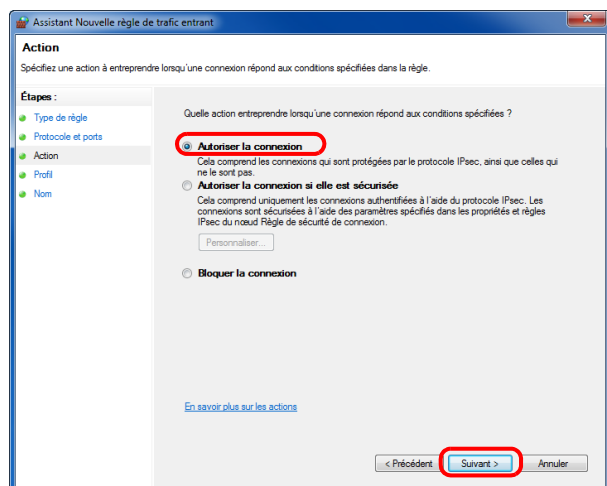 Assistant Nouvelle règle de trafic entrant
Action
Spécifiez une action à entreprendre lorsqu'une connexion répond aux conditions spécifiées dans la règle.
Étapes :
Type de règle
Protocole et ports
Action
Profil
Nom
Quelle action entreprendre lorsqu'une connexion répond aux conditions spécifiées ?
Autoriser la connexion
Cela comprend les connexions qui sont protégées par le protocole IPsec, ainsi que celles qui
ne le sont pas.
Autoriser la connexion si elle est sécurisée
Cela comprend uniquement les connexions authentifiées à l'aide du protocole IPsec. Les
connexions sont sécurisées à l'aide des paramètres spécifiés dans les propriétés et règles
IPsec du nœud Règle de sécurité de connexion.
Personnaliser...
Bloquer la connexion
En savoir plus sur les actions
< Précédent
Suivant >
Annuler